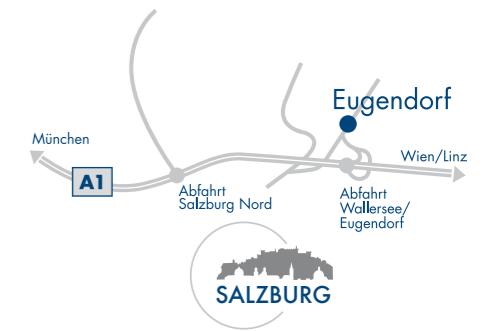 Eugendorf
München
Wien/Linz
A1
Abfahrt
Salzburg Nord
Abfahrt
Wallersee/
Eugendorf
SALZBURG